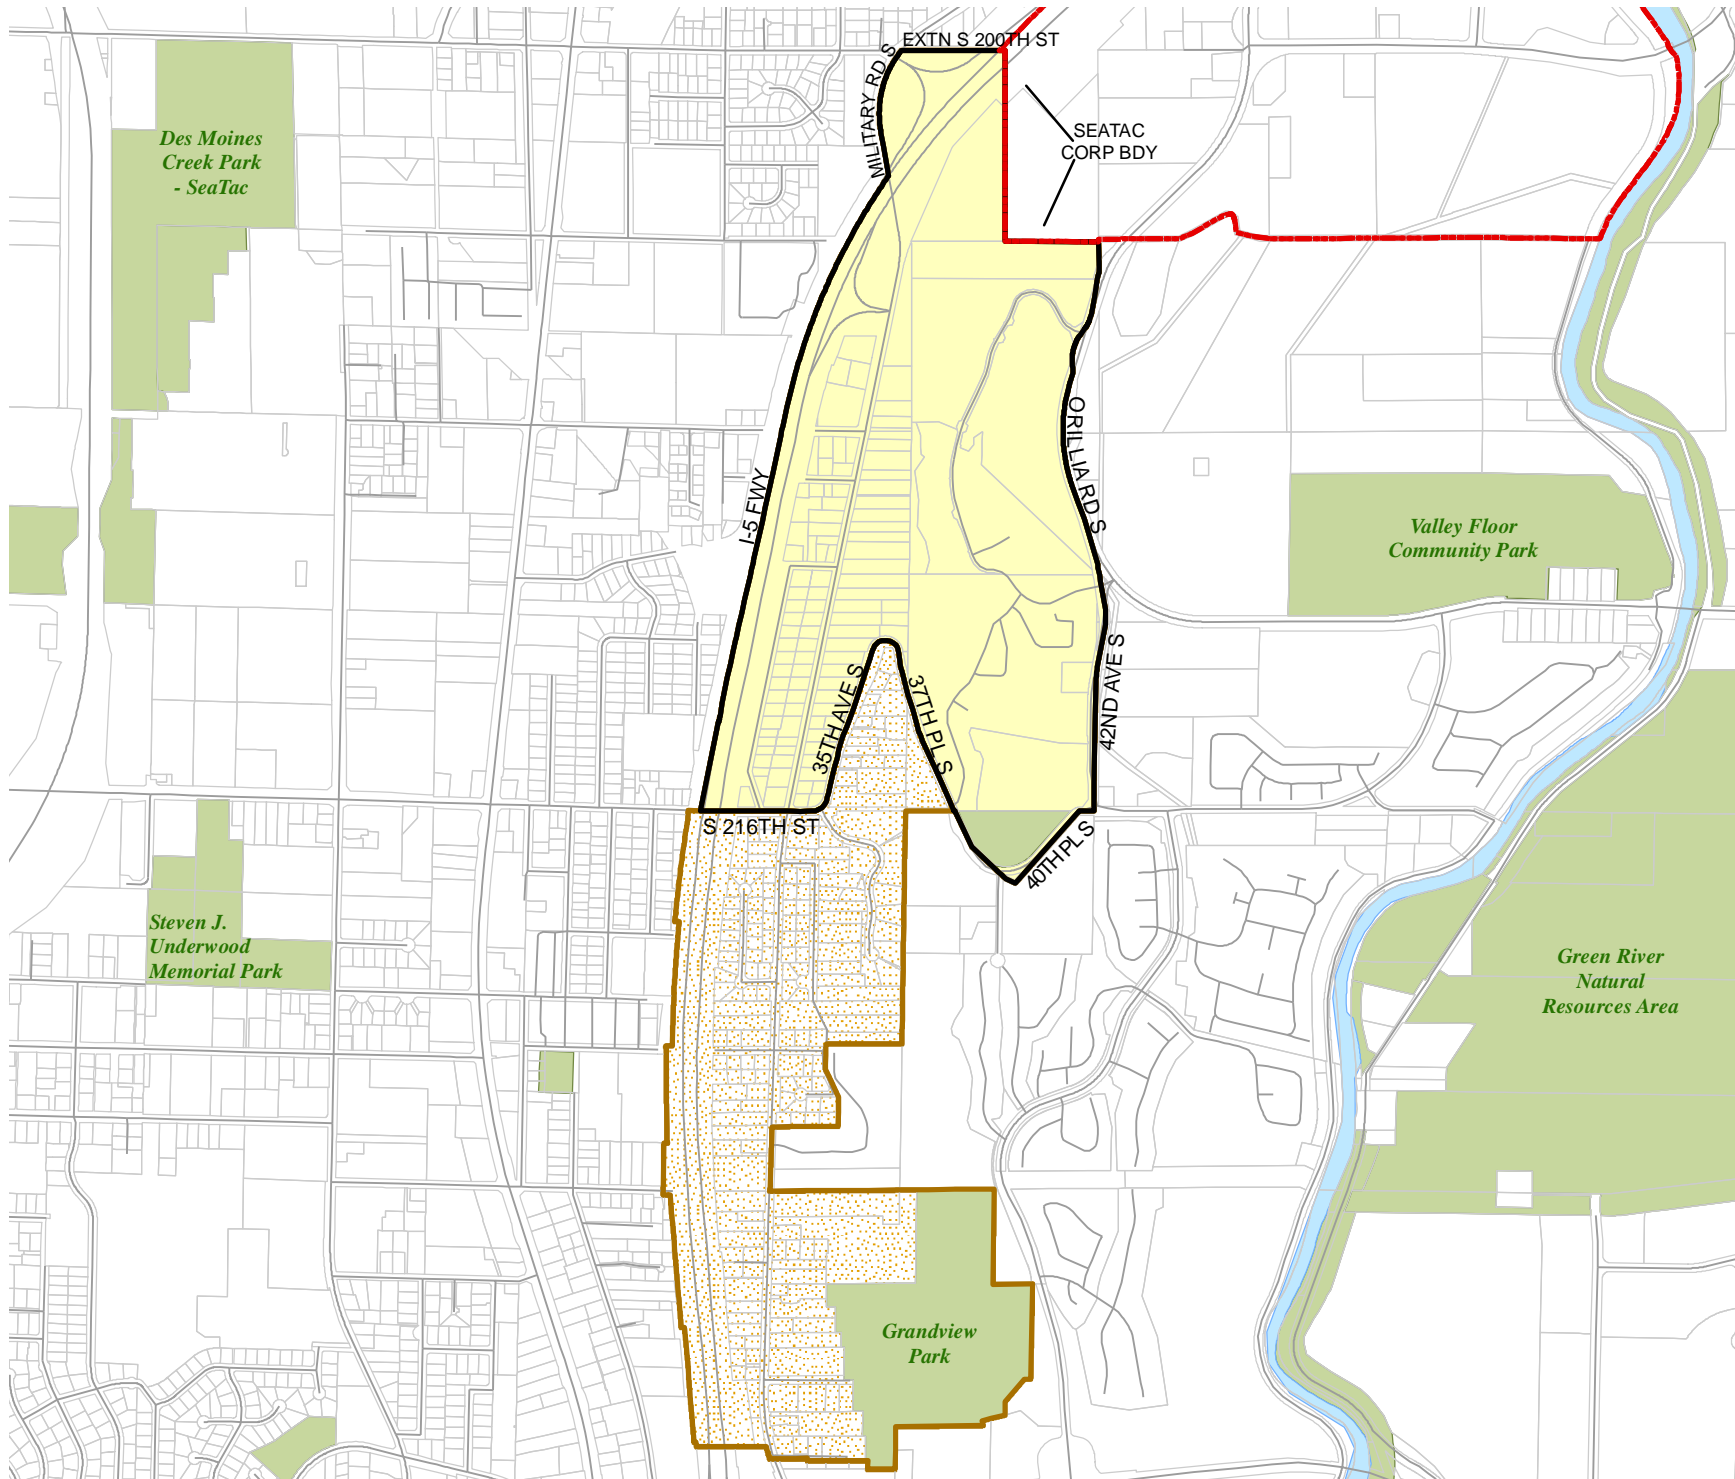 EXTN S 200TH ST
MILITARY RD S
SEATAC
CORP BDY
Des Moines
Creek Park
- SeaTac
I-5 FWY
ORILLIA RD S
Valley Floor
Community Park
35TH AVE S
37TH PL S
42ND AVE S
S 216TH ST
40TH PL S
Steven J.
Underwood
Memorial Park
Green River
Natural
Resources Area
Grandview
Park